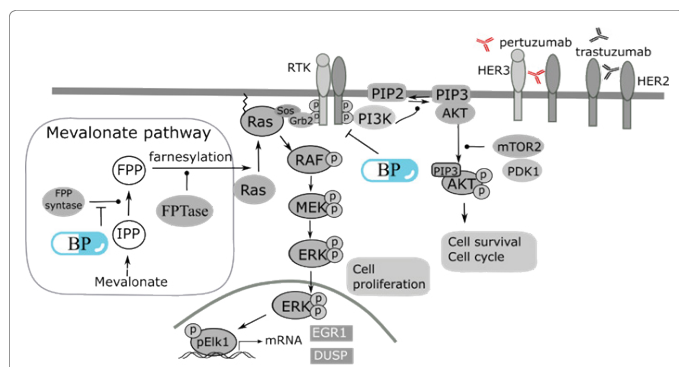 pertuzumab
trastuzumab
RTK
HER3
HER2
PIP2
PIP3
AKT
Ras
Sos
Grb2
P
P
P
P
PI3K
Mevalonate pathway
farnesylation
FPP
FPP
syntase
FPTase
BP
IPP
Mevalonate
Ras
RAF
P
MEK
P
P
ERK
P
P
BP
mTOR2
PDK1
PIP3
AKT
P
P
Cell survival
Cell cycle
Cell
proliferation
ERK
P
P
P
pElk1
mRNA
EGR1
DUSP